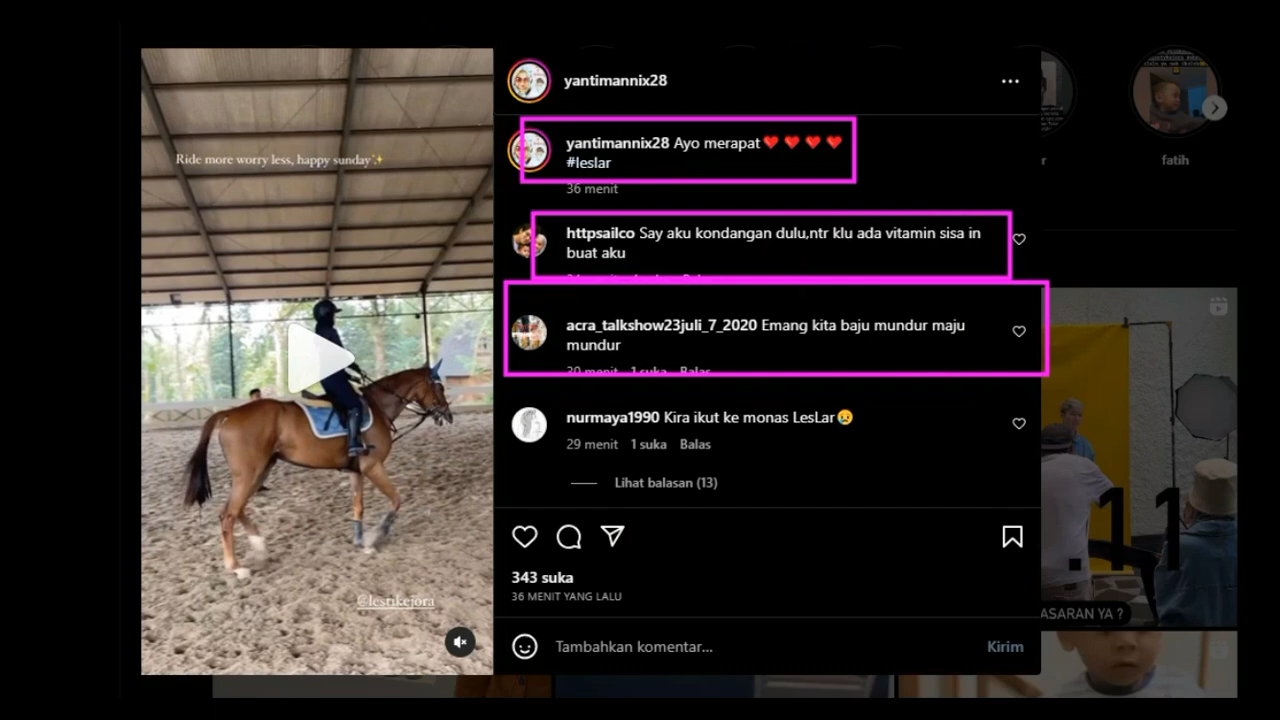 Ride more worry less, happy sunday✨
@lestikejora
yantimannix28
yantimannix28 Ayo merapat❤️❤️❤️❤️
#leslar
36 menit
httpsailco Say aku kondangan dulu,ntr klu ada vitamin sisa in
buat aku
acra_talkshow23juli_7_2020 Emang kita baju mundur maju
mundur
30 menit 1 suka Balas
nurmaya1990 Kira ikut ke monas LesLar😢
29 menit 1 suka Balas
Lihat balasan (13)
343 suka
36 MENIT YANG LALU
Tambahkan komentar...
Kirim
fatih
.11
ASARAN YA ?